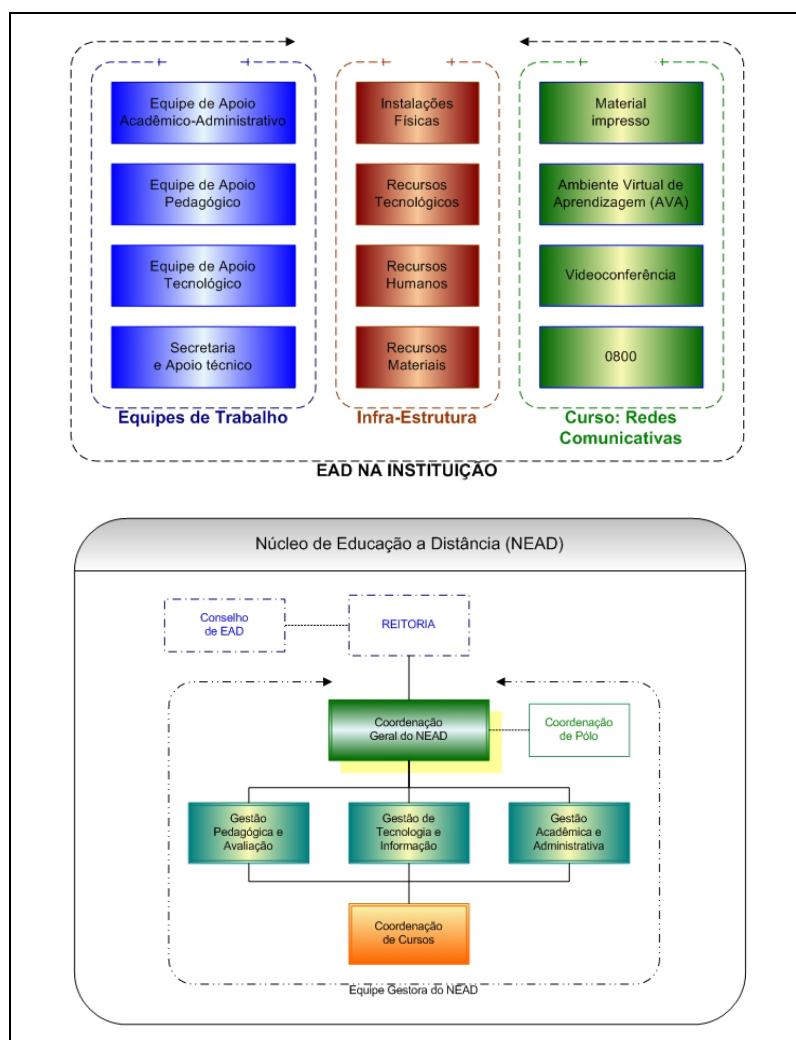 Equipe de Apoio
Acadêmico-Administrativo
Equipe de Apoio
Pedagógico
Equipe de Apoio
Tecnológico
Secretaria
e Apoio técnico
Equipes de Trabalho
Instalações
Físicas
Recursos
Tecnológicos
Recursos
Humanos
Recursos
Materiais
Infra-Estrutura
Material
impresso
Ambiente Virtual de
Aprendizagem (AVA)
Videoconferência
0800
Curso: Redes
Comunicativas
EAD NA INSTITUIÇÃO
Núcleo de Educação a Distância (NEAD)
Conselho
de EAD
REITORIA
Coordenação
Geral do NEAD
Coordenação
de Pólo
Gestão
Pedagógica e
Avaliação
Gestão de
Tecnologia e
Informação
Gestão
Acadêmica e
Administrativa
Coordenação
de Cursos
Equipe Gestora do NEAD